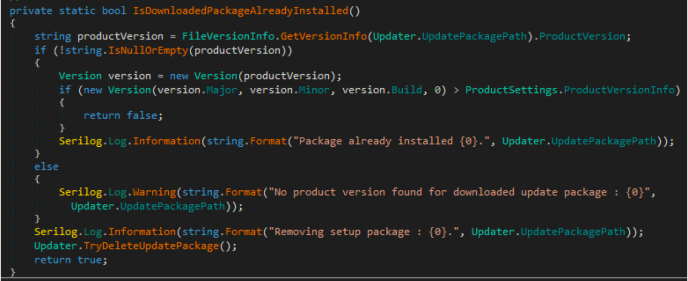 private static bool IsDownloadedPackageAlreadyInstalled()
{
string productVersion = FileVersionInfo.GetVersionInfo(Updater.UpdatePackagePath).ProductVersion;
if (!string.IsNullOrEmpty(productVersion))
{
Version version = new Version(productVersion);
if (new Version(version.Major, version.Minor, version.Build, 0) > ProductSettings.ProductVersionInfo)
{
return false;
}
Serilog.Log.Information(string.Format("Package already installed {0}.", Updater.UpdatePackagePath));
}
else
{
Serilog.Log.Warning(string.Format("No product version found for downloaded update package : {0}",
Updater.UpdatePackagePath));
}
Serilog.Log.Information(string.Format("Removing setup package : {0}.", Updater.UpdatePackagePath));
Updater.TryDeleteUpdatePackage();
return true;
}